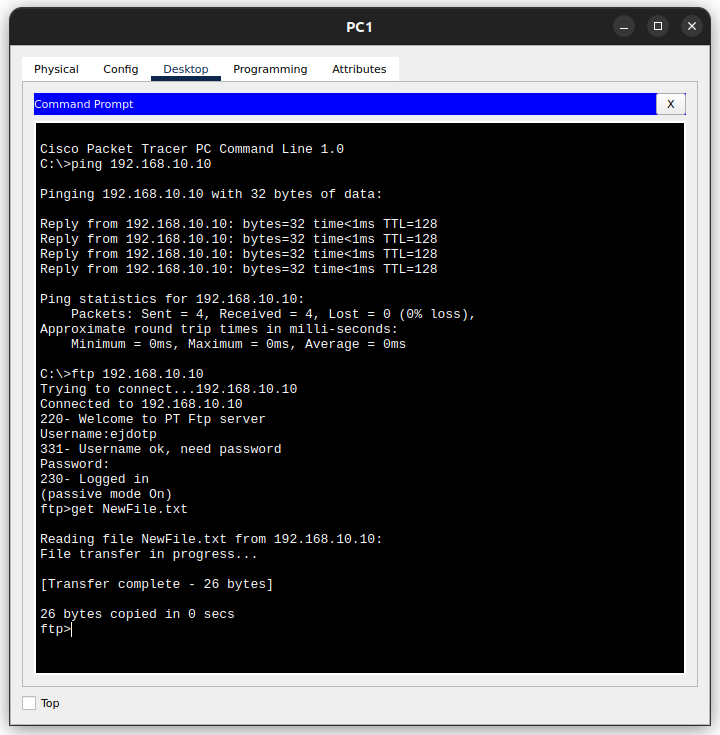 PC1
Physical Config Desktop Programming Attributes
Command Prompt X
Cisco Packet Tracer PC Command Line 1.0
C:\>ping 192.168.10.10
Pinging 192.168.10.10 with 32 bytes of data:
Reply from 192.168.10.10: bytes=32 time<1ms TTL=128
Reply from 192.168.10.10: bytes=32 time<1ms TTL=128
Reply from 192.168.10.10: bytes=32 time<1ms TTL=128
Reply from 192.168.10.10: bytes=32 time<1ms TTL=128
Ping statistics for 192.168.10.10:
    Packets: Sent = 4, Received = 4, Lost = 0 (0% loss),
Approximate round trip times in milli-seconds:
    Minimum = 0ms, Maximum = 0ms, Average = 0ms
C:\>ftp 192.168.10.10
Trying to connect...192.168.10.10
Connected to 192.168.10.10
220- Welcome to PT Ftp server
Username:ejdotp
331- Username ok, need password
Password:
230- Logged in
(passive mode On)
ftp>get NewFile.txt
Reading file NewFile.txt from 192.168.10.10:
File transfer in progress...
[Transfer complete - 26 bytes]
26 bytes copied in 0 secs
ftp>
Top